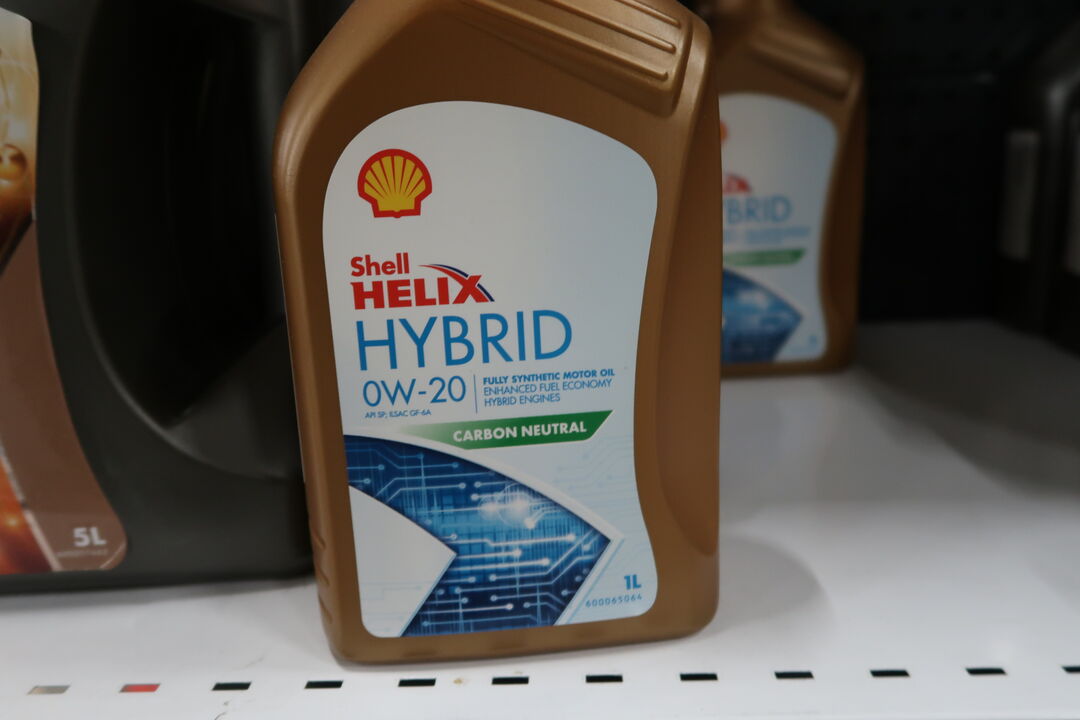 Shell
HELIX
HYBRID
0W-20
FULLY SYNTHETIC MOTOR OIL
ENHANCED FUEL ECONOMY
HYBRID ENGINES
API SP; ILSAC GF-6A
CARBON NEUTRAL
1L
600065064
5L
BRID